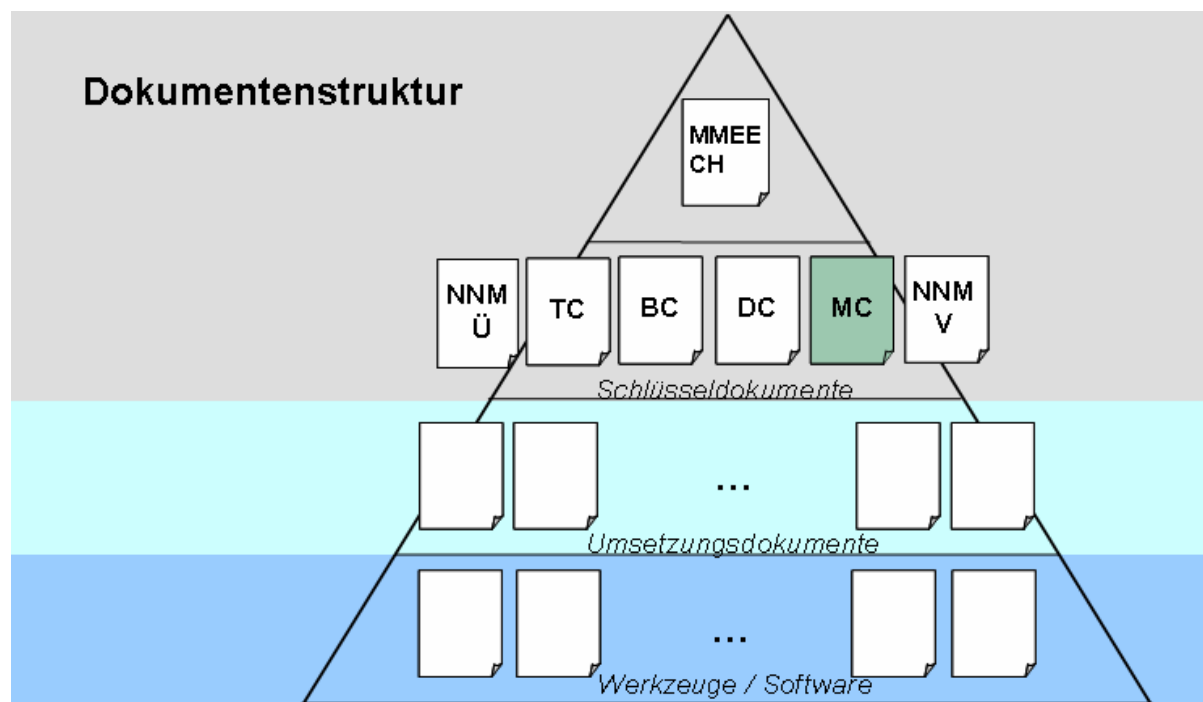 Dokumentenstruktur
MMEE
CH
NNM
Ü
TC
BC
DC
MC
NNM
V
Schlüsseldokumente
...
Umsetzungsdokumente
...
Werkzeuge / Software